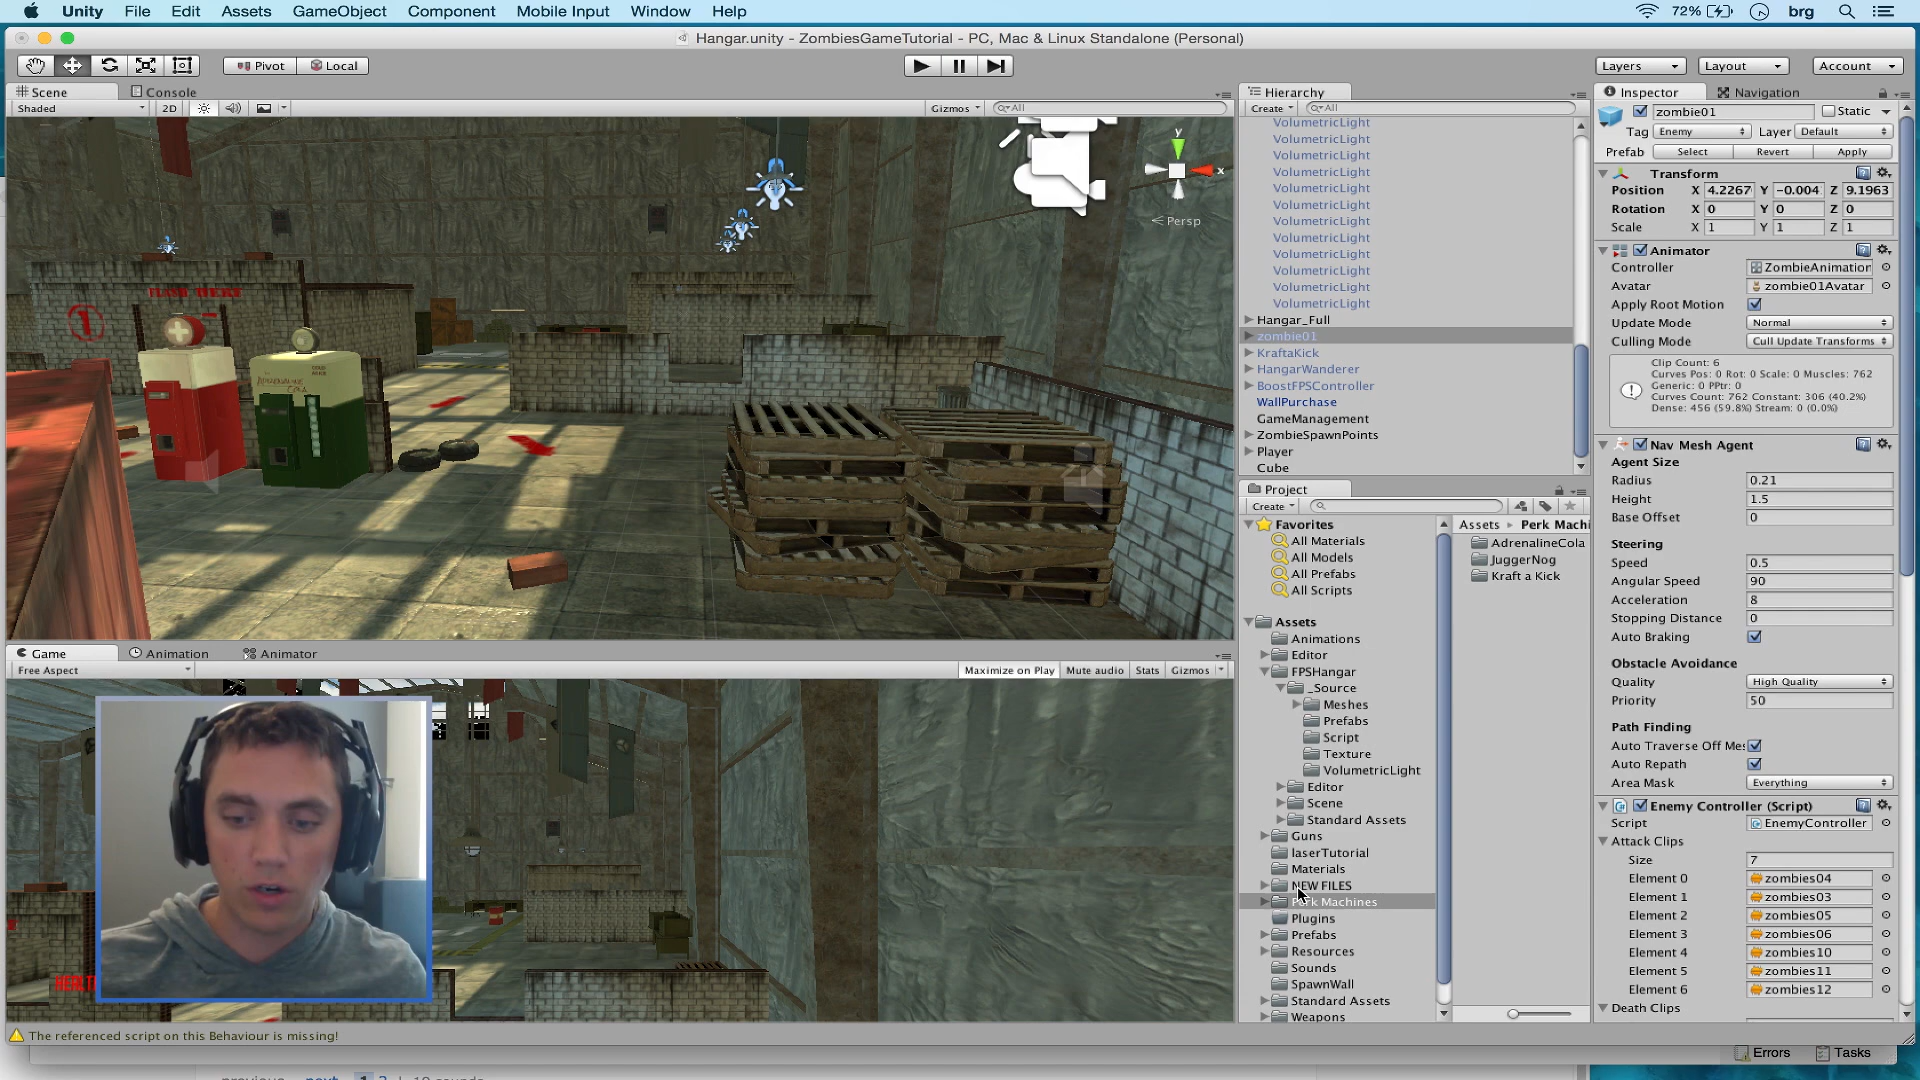 Unity File Edit Assets GameObject Component Mobile Input Window Help 72% brg
Hangar.unity - ZombiesGameTutorial - PC, Mac & Linux Standalone (Personal)
Pivot Local Layers Layout Account
Scene Console
Shaded 2D Gizmos All
y
x
Persp
HARD HERE
Adrenaline Cola
Game Animation Animator
Free Aspect Maximize on Play Mute audio Stats Gizmos
The referenced script on this Behaviour is missing!
Hierarchy
Create All
VolumetricLight
VolumetricLight
VolumetricLight
VolumetricLight
VolumetricLight
VolumetricLight
VolumetricLight
VolumetricLight
VolumetricLight
VolumetricLight
VolumetricLight
VolumetricLight
Hangar_Full
zombie01
KraftaKick
HangarWanderer
BoostFPSController
WallPurchase
GameManagement
ZombieSpawnPoints
Player
Cube
Project
Create
Favorites
All Materials
All Models
All Prefabs
All Scripts
Assets
Animations
Editor
FPSHangar
_Source
Meshes
Prefabs
Script
Texture
VolumetricLight
Editor
Scene
Standard Assets
Guns
laserTutorial
Materials
NEW FILES
Perk Machines
Plugins
Prefabs
Resources
Sounds
SpawnWall
Standard Assets
Weapons
Assets Perk Machi
AdrenalineCola
JuggerNog
Kraft a Kick
Inspector Navigation
zombie01 Static
Tag Enemy Layer Default
Prefab Select Revert Apply
Transform
Position X 4.2267 Y -0.004 Z 9.1963
Rotation X 0 Y 0 Z 0
Scale X 1 Y 1 Z 1
Animator
Controller ZombieAnimation
Avatar zombie01Avatar
Apply Root Motion
Update Mode Normal
Culling Mode Cull Update Transforms
Clip Count: 6
Curves Pos: 0 Rot: 0 Scale: 0 Muscles: 762
Generic: 0 PPtr: 0
Curves Count: 762 Constant: 306 (40.2%)
Dense: 456 (59.8%) Stream: 0 (0.0%)
Nav Mesh Agent
Agent Size
Radius 0.21
Height 1.5
Base Offset 0
Steering
Speed 0.5
Angular Speed 90
Acceleration 8
Stopping Distance 0
Auto Braking
Obstacle Avoidance
Quality High Quality
Priority 50
Path Finding
Auto Traverse Off Mes
Auto Repath
Area Mask Everything
Enemy Controller (Script)
Script EnemyController
Attack Clips
Size 7
Element 0 zombies04
Element 1 zombies03
Element 2 zombies05
Element 3 zombies06
Element 4 zombies10
Element 5 zombies11
Element 6 zombies12
Death Clips
Errors Tasks